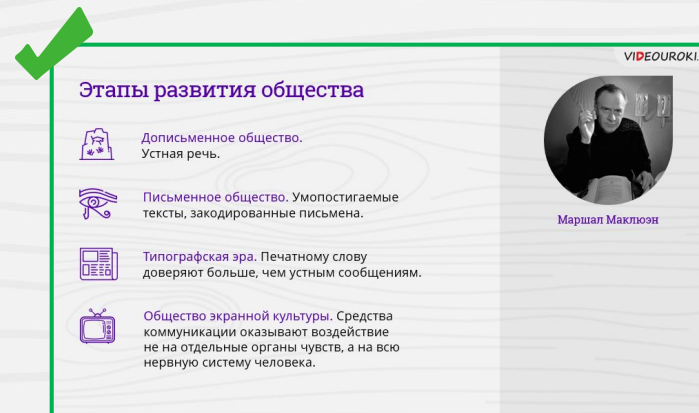 VIDEOUROKI.
Этапы развития общества
Дописьменное общество.
Устная речь.
Письменное общество. Умопостигаемые
тексты, закодированные письмена.
Типографская эра. Печатному слову
доверяют больше, чем устным сообщениям.
Общество экранной культуры. Средства
коммуникации оказывают воздействие
не на отдельные органы чувств, а на всю
нервную систему человека.
Маршал Маклюэн